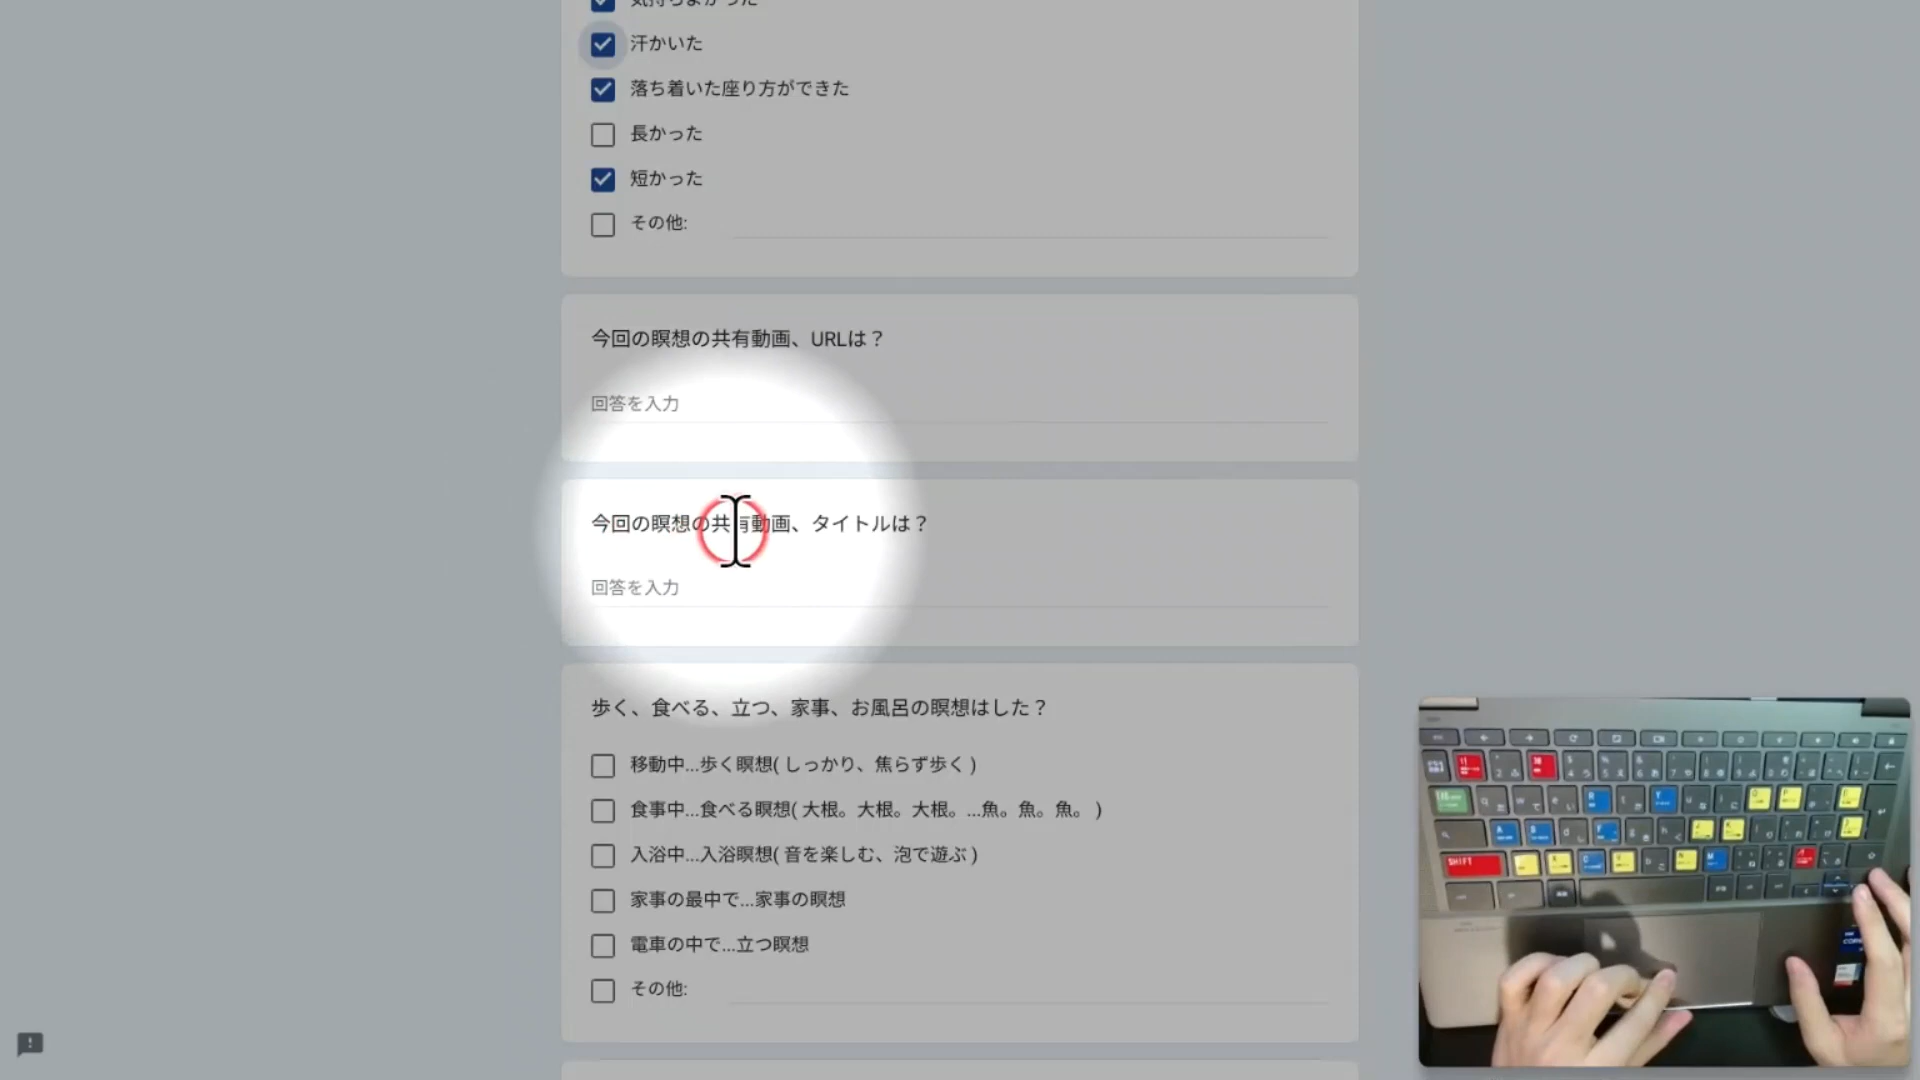 気持ちよかった
汗かいた
落ち着いた座り方ができた
長かった
短かった
その他:
今回の瞑想の共有動画、URLは？
回答を入力
今回の瞑想の共有動画、タイトルは？
回答を入力
歩く、食べる、立つ、家事、お風呂の瞑想はした？
移動中...歩く瞑想( しっかり、焦らず歩く )
食事中...食べる瞑想( 大根。大根。大根。...魚。魚。魚。 )
入浴中...入浴瞑想( 音を楽しむ、泡で遊ぶ )
家事の最中で...家事の瞑想
電車の中で...立つ瞑想
その他:
SHIFT